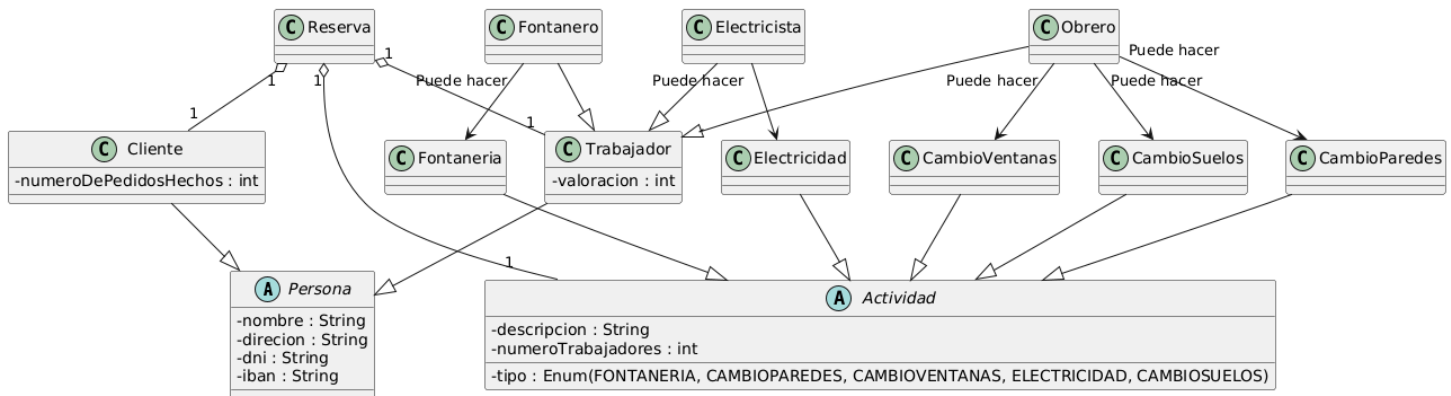 C Reserva
C Fontanero
C Electricista
C Obrero
1
1
1
Puede hacer
Puede hacer
Puede hacer
Puede hacer
Puede hacer
1
1
C Cliente
-numeroDePedidosHechos : int
C Fontaneria
C Trabajador
-valoracion : int
C Electricidad
C CambioVentanas
C CambioSuelos
C CambioParedes
1
A Persona
-nombre : String
-direcion : String
-dni : String
-iban : String
A Actividad
-descripcion : String
-numeroTrabajadores : int
-tipo : Enum(FONTANERIA, CAMBIOPAREDES, CAMBIOVENTANAS, ELECTRICIDAD, CAMBIOSUELOS)